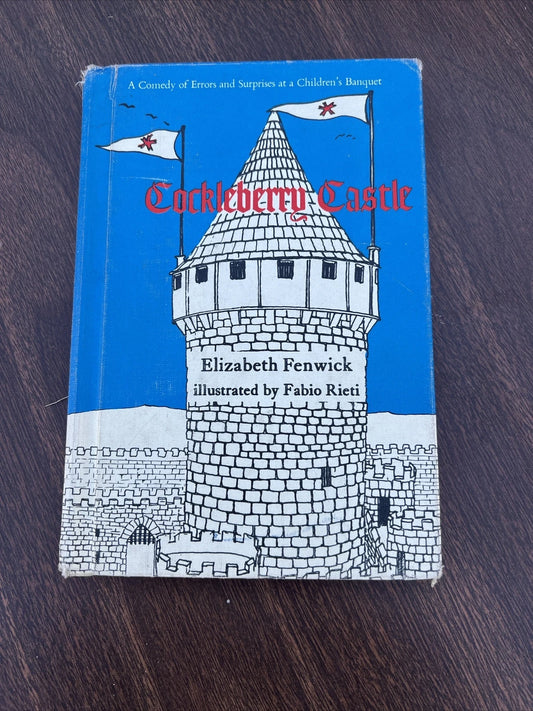 A Comedy of Errors and Surprises at a Children's Banquet
Cockleberry Castle
Elizabeth Fenwick
illustrated by Fabio Rieti